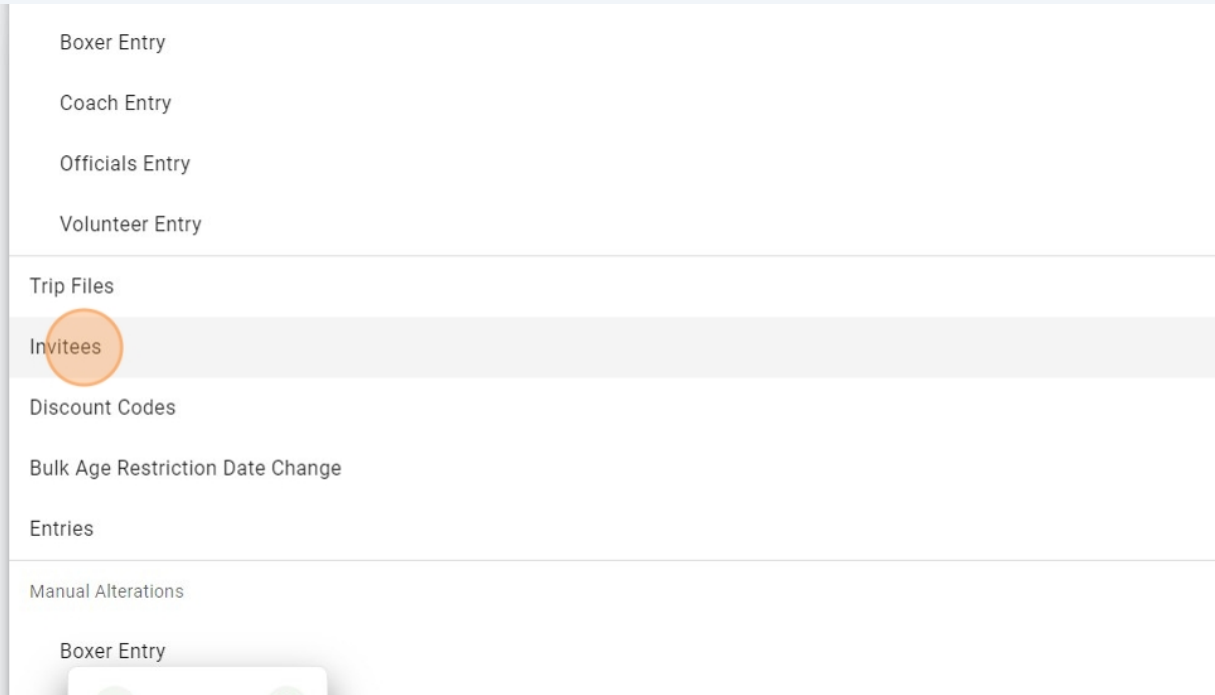 Boxer Entry
Coach Entry
Officials Entry
Volunteer Entry
Trip Files
Invitees
Discount Codes
Bulk Age Restriction Date Change
Entries
Manual Alterations
Boxer Entry